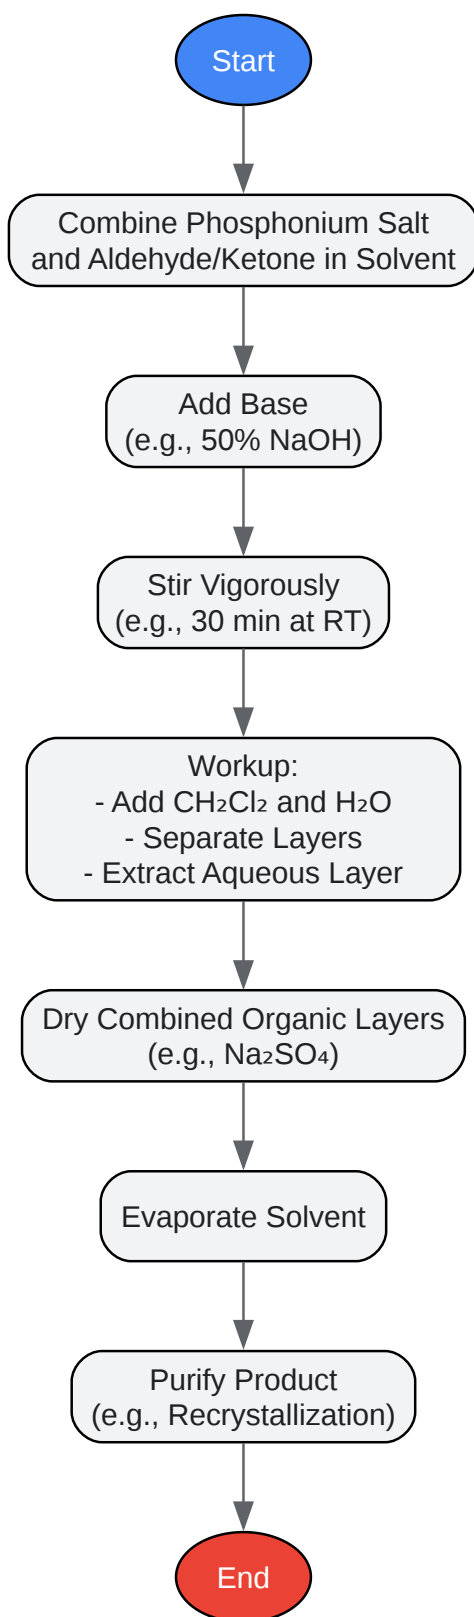 Start
Combine Phosphonium Salt
and Aldehyde/Ketone in Solvent
Add Base
(e.g., 50% NaOH)
Stir Vigorously
(e.g., 30 min at RT)
Workup:
- Add CH₂Cl₂ and H₂O
- Separate Layers
- Extract Aqueous Layer
Dry Combined Organic Layers
(e.g., Na₂SO₄)
Evaporate Solvent
Purify Product
(e.g., Recrystallization)
End